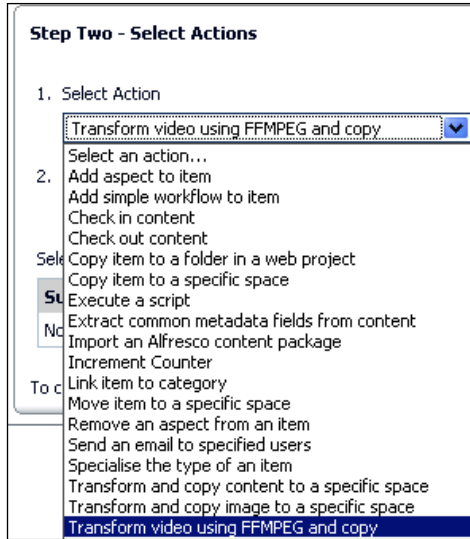 Step Two - Select Actions
1. Select Action
Transform video using FFMPEG and copy
Select an action...
2. Add aspect to item
Add simple workflow to item
Check in content
Check out content
Copy item to a folder in a web project
Copy item to a specific space
Execute a script
Extract common metadata fields from content
Import an Alfresco content package
Increment Counter
Link item to category
Move item to a specific space
Remove an aspect from an item
Send an email to specified users
Specialise the type of an item
Transform and copy content to a specific space
Transform and copy image to a specific space
Transform video using FFMPEG and copy